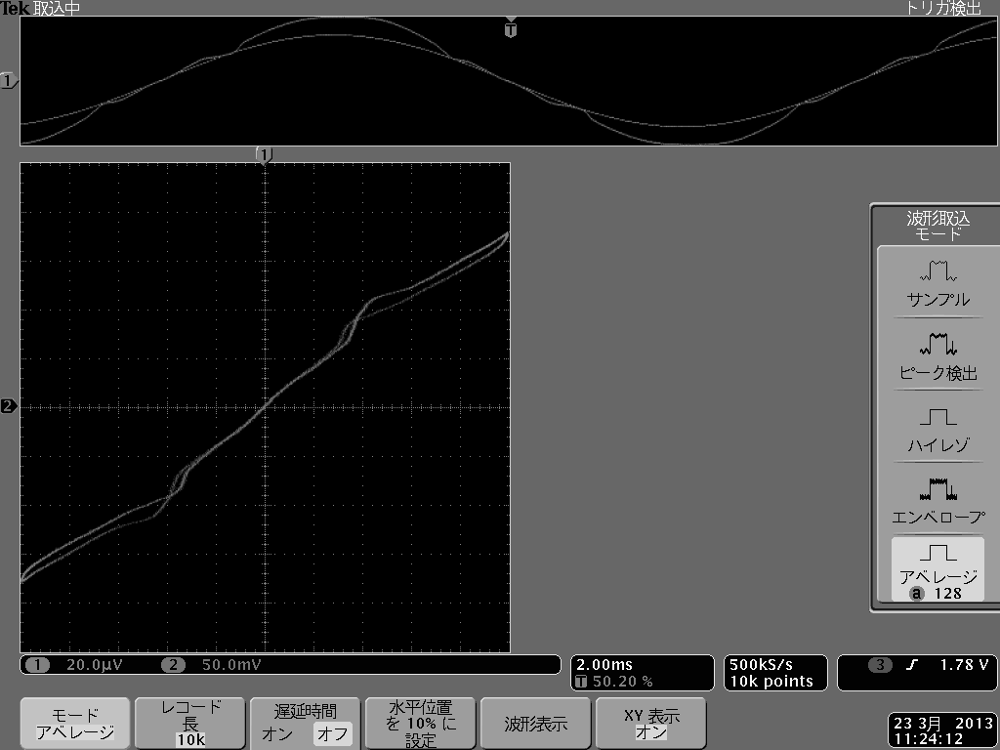 Tek 取込中
トリガ検出
T
1
1
2
波形取込
モード
サンプル
ピーク検出
ハイレゾ
エンベロープ
アベレージ
a 128
1 20.0µV 2 50.0mV
2.00ms
T 50.20 %
500kS/s
10k points
3 1.78 V
モード
アベレージ
レコード
長
10k
遅延時間
オン オフ
水平位置
を 10% に
設定
波形表示
XY 表示
オン
23 3月 2013
11:24:12